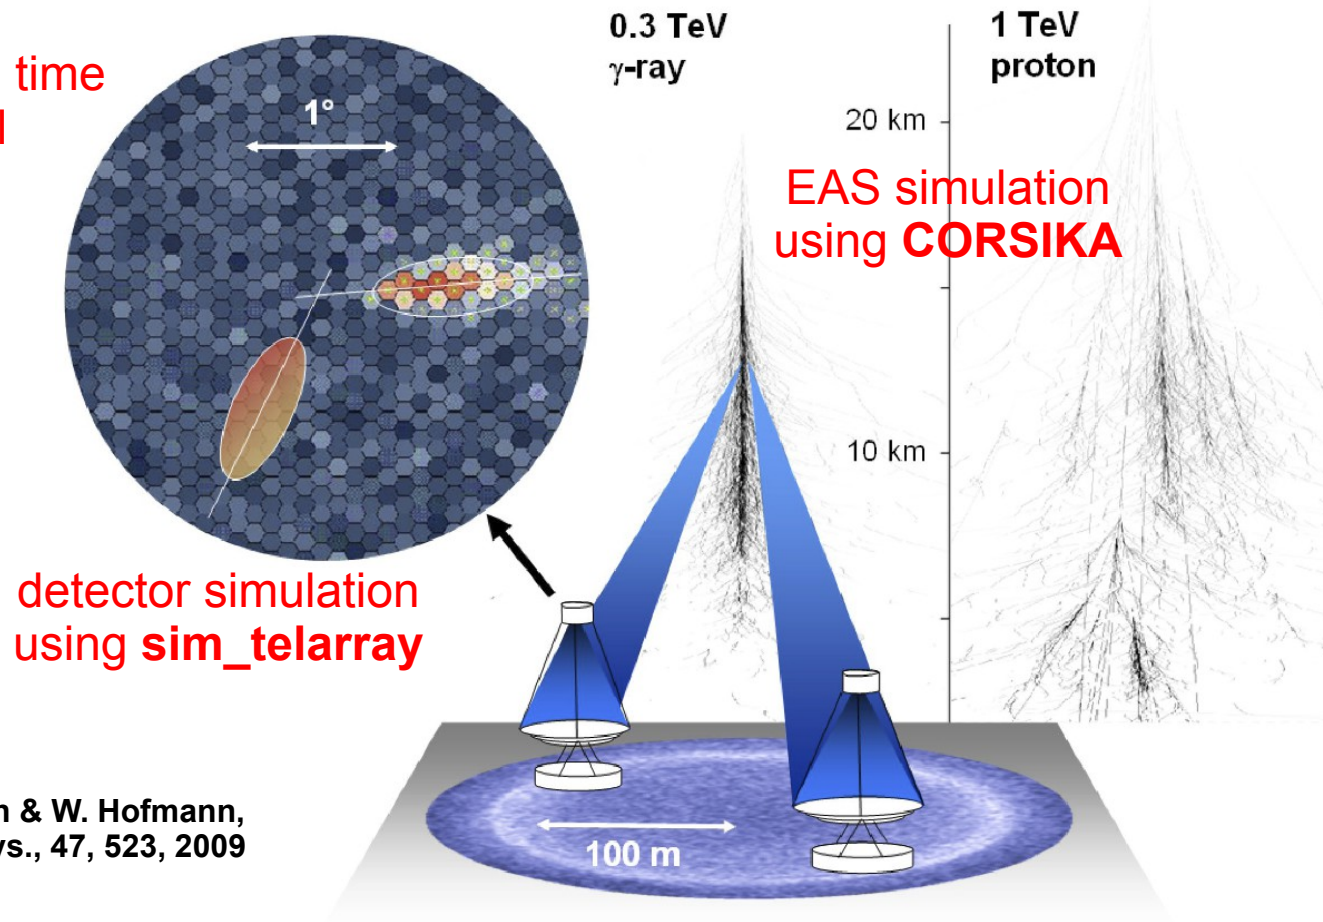 time
1°
0.3 TeV
γ-ray
1 TeV
proton
20 km
EAS simulation
using CORSIKA
10 km
detector simulation
using sim_telarray
& W. Hofmann,
47, 523, 2009
100 m